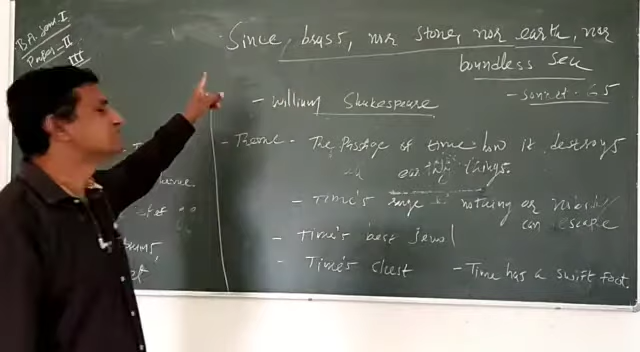 B.A. Sem. I
Paper-II
III
Since, brass, nor stone, nor earth, nor
boundless sea
- sonnet. 65
- William Shakespeare
- Theme. The Passage of time how it destroys
earthly things.
- Time's rage nothing or nobody
can escape
- Time's best jewel
- Time's chest - Time has a swift foot.